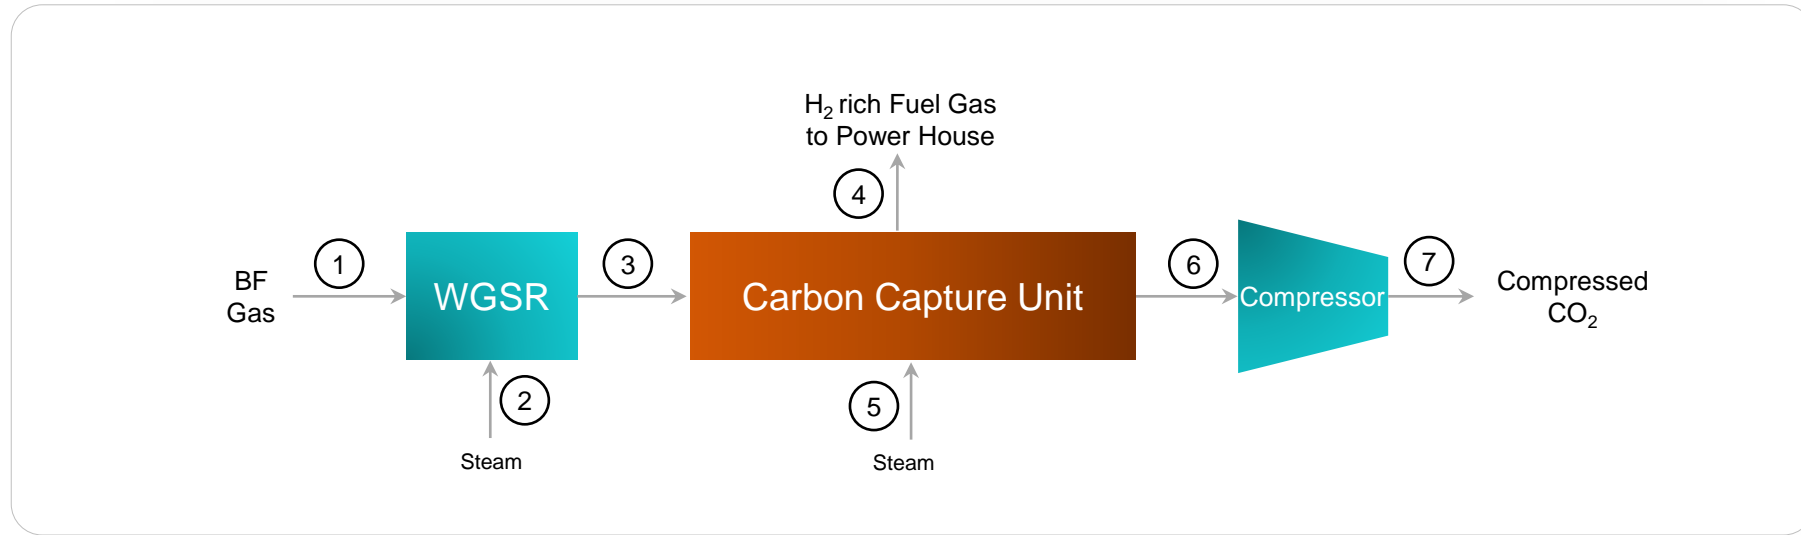 H₂ rich Fuel Gas
to Power House
4
1
3
6
7
BF
Gas
WGSR
Carbon Capture Unit
Compressor
Compressed
CO₂
2
5
Steam
Steam